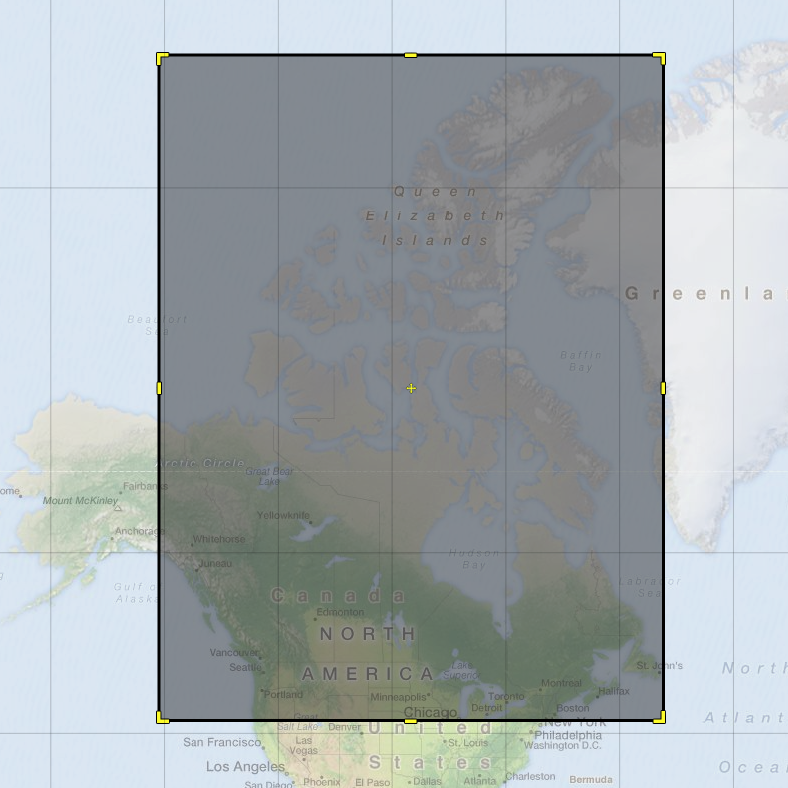 Queen
Elizabeth
Islands
Greenla
Beaufort
Sea
Baffin
Bay
Arctic Circle
Great Bear
Lake
Fairbanks
ome
Mount McKinley
Yellowknife
Anchorage
Whitehorse
Hudson
Bay
Juneau
Gulf of
Alaska
Labrador
Sea
Canada
Edmonton
NORTH
Vancouver
Seattle
AMERICA
Lake
Superior
St. John's
North
Montreal
Halifax
Portland
Minneapolis
Toronto
Chicago
Detroit
Boston
Atlant
Great
Salt Lake
Denver
United
New York
Philadelphia
San Francisco
Las
Vegas
St. Louis
Washington D.C.
States
Los Angeles
Ocea
San Diego
Phoenix
El Paso
Dallas
Atlanta
Charleston
Bermuda